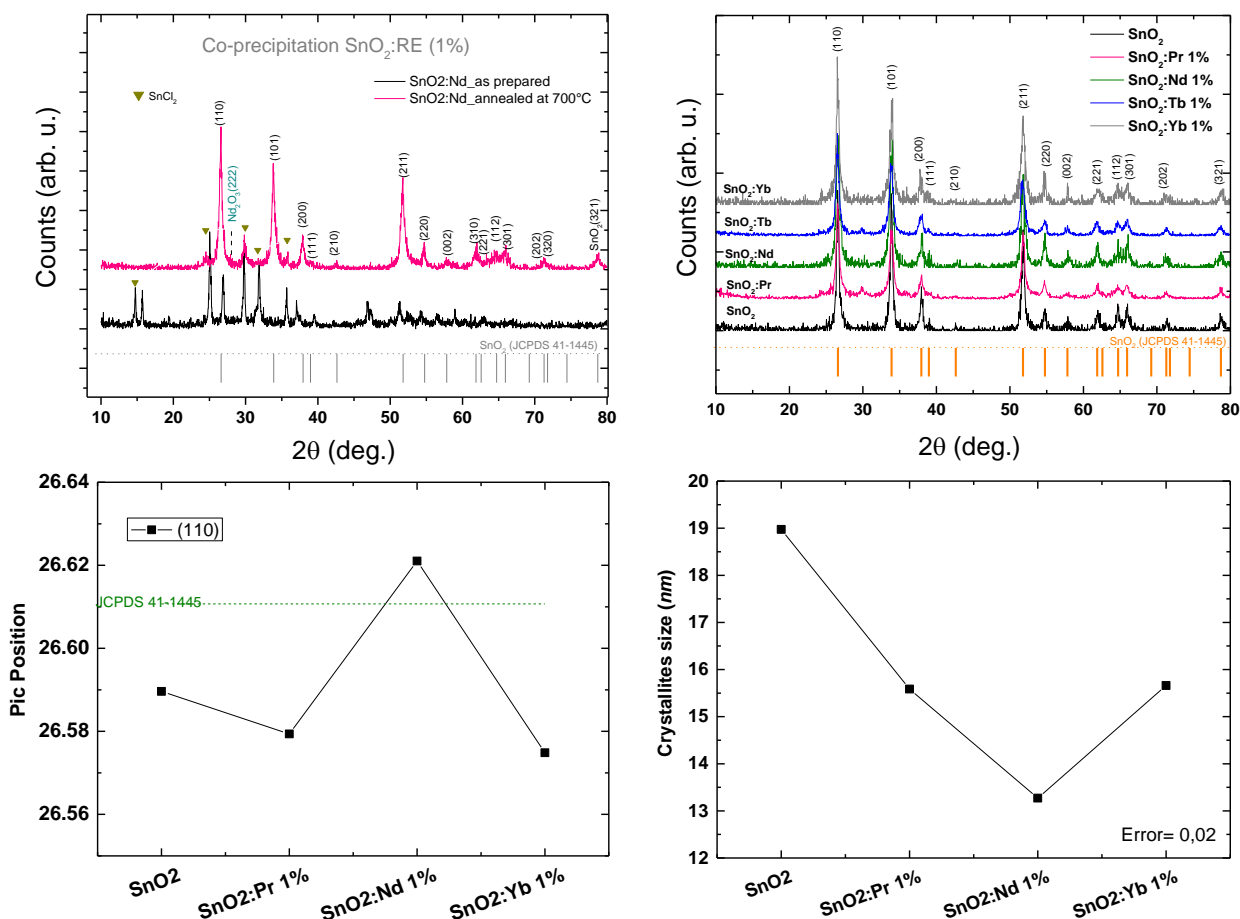 Co-precipitation SnO₂:RE (1%)
SnO2:Nd_as prepared
SnO2:Nd_annealed at 700°C
SnCl₂
(110)
Nd₂O₃(222)
(101)
(200)
(111)
(210)
(211)
(220)
(002)
(310)
(221)
(112)
(301)
(202)
(320)
SnO₂(321)
SnO₂ (JCPDS 41-1445)
Counts (arb. u.)
10 20 30 40 50 60 70 80
2θ (deg.)
(110)
(101)
(200)
(111)
(210)
(211)
(220)
(002)
(221)
(112)
(301)
(202)
(321)
SnO₂
SnO₂:Pr 1%
SnO₂:Nd 1%
SnO₂:Tb 1%
SnO₂:Yb 1%
SnO₂:Yb
SnO₂:Tb
SnO₂:Nd
SnO₂:Pr
SnO₂
SnO₂ (JCPDS 41-1445)
Counts (arb. u.)
10 20 30 40 50 60 70 80
2θ (deg.)
26.64
26.62
26.60
26.58
26.56
Pic Position
(110)
JCPDS 41-1445
SnO2
SnO2:Pr 1%
SnO2:Nd 1%
SnO2:Yb 1%
20
19
18
17
16
15
14
13
12
Crystallites size (nm)
Error= 0,02
SnO2
SnO2:Pr 1%
SnO2:Nd 1%
SnO2:Yb 1%